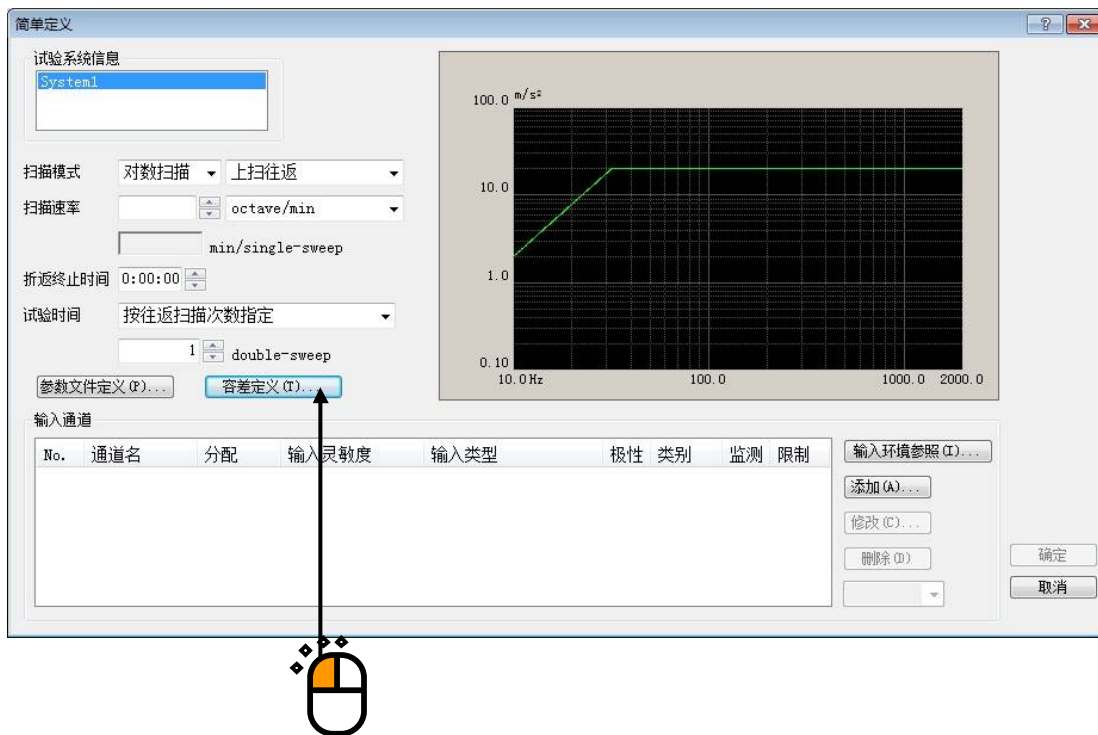 简单定义
试验系统信息
System1
扫描模式 对数扫描 上扫往返
扫描速率 octave/min
min/single-sweep
折返终止时间 0:00:00
试验时间 按往返扫描次数指定
1 double-sweep
参数文件定义(P)... 容差定义(T)...
100.0 m/s²
10.0
1.0
0.10
10.0Hz 100.0 1000.0 2000.0
输入通道
No. 通道名 分配 输入灵敏度 输入类型 极性 类别 监测 限制
输入环境参照(I)...
添加(A)...
修改(C)...
删除(D)
确定
取消